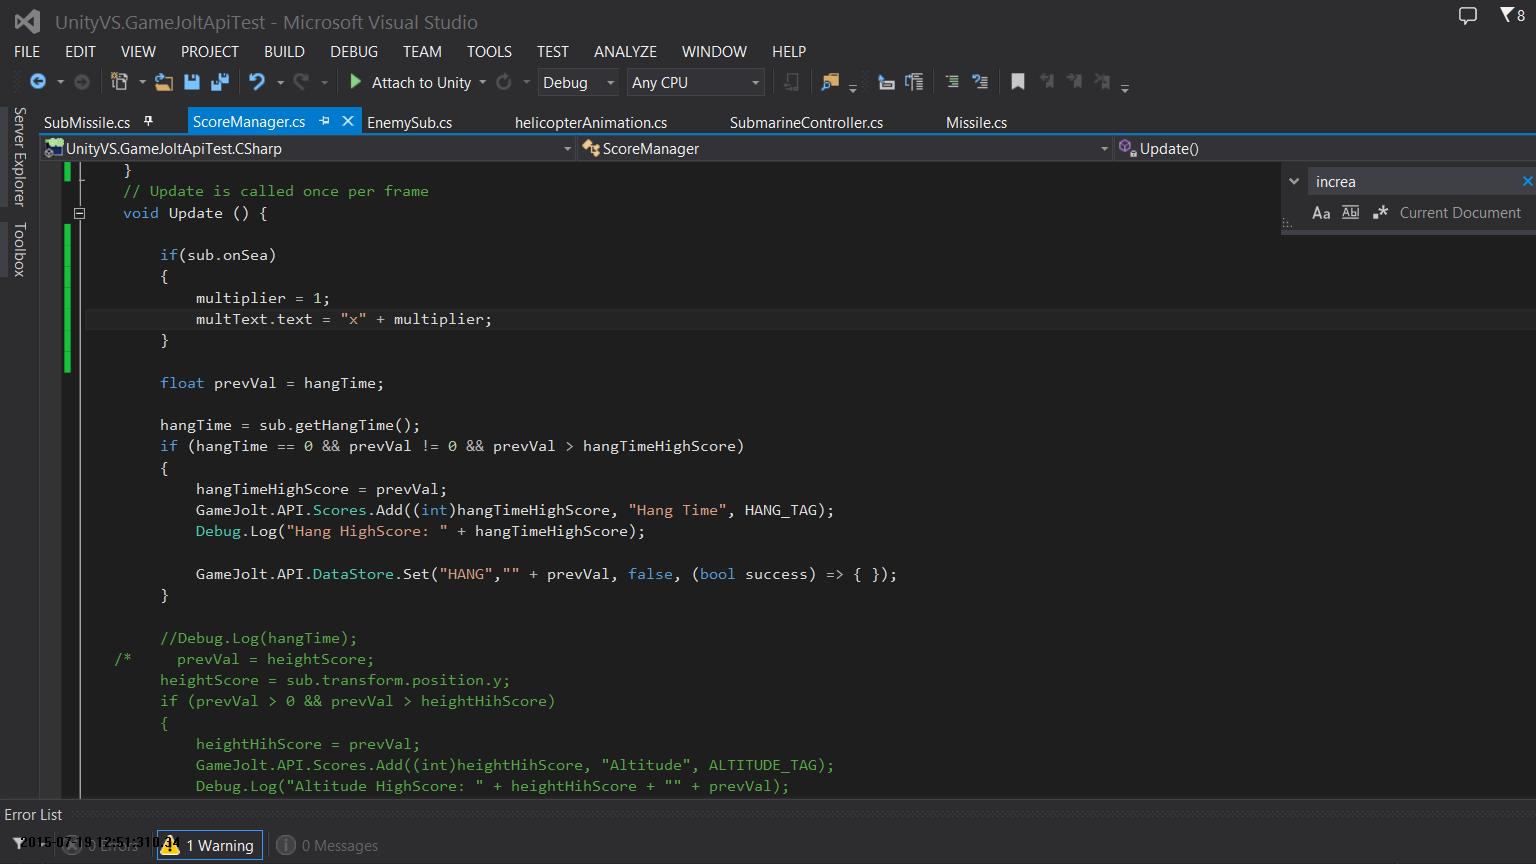 UnityVS.GameJoltApiTest - Microsoft Visual Studio
8
FILE EDIT VIEW PROJECT BUILD DEBUG TEAM TOOLS TEST ANALYZE WINDOW HELP
Attach to Unity Debug Any CPU
Server Explorer
Toolbox
SubMissile.cs ScoreManager.cs EnemySub.cs helicopterAnimation.cs SubmarineController.cs Missile.cs
UnityVS.GameJoltApiTest.CSharp ScoreManager Update()
increa
Aa Abl .* Current Document
}
// Update is called once per frame
void Update () {
if(sub.onSea)
{
multiplier = 1;
multText.text = "x" + multiplier;
}
float prevVal = hangTime;
hangTime = sub.getHangTime();
if (hangTime == 0 && prevVal != 0 && prevVal > hangTimeHighScore)
{
hangTimeHighScore = prevVal;
GameJolt.API.Scores.Add((int)hangTimeHighScore, "Hang Time", HANG_TAG);
Debug.Log("Hang HighScore: " + hangTimeHighScore);
GameJolt.API.DataStore.Set("HANG","" + prevVal, false, (bool success) => { });
}
//Debug.Log(hangTime);
/* prevVal = heightScore;
heightScore = sub.transform.position.y;
if (prevVal > 0 && prevVal > heightHihScore)
{
heightHihScore = prevVal;
GameJolt.API.Scores.Add((int)heightHihScore, "Altitude", ALTITUDE_TAG);
Debug.Log("Altitude HighScore: " + heightHihScore + "" + prevVal);
Error List
0 Errors 1 Warning 0 Messages